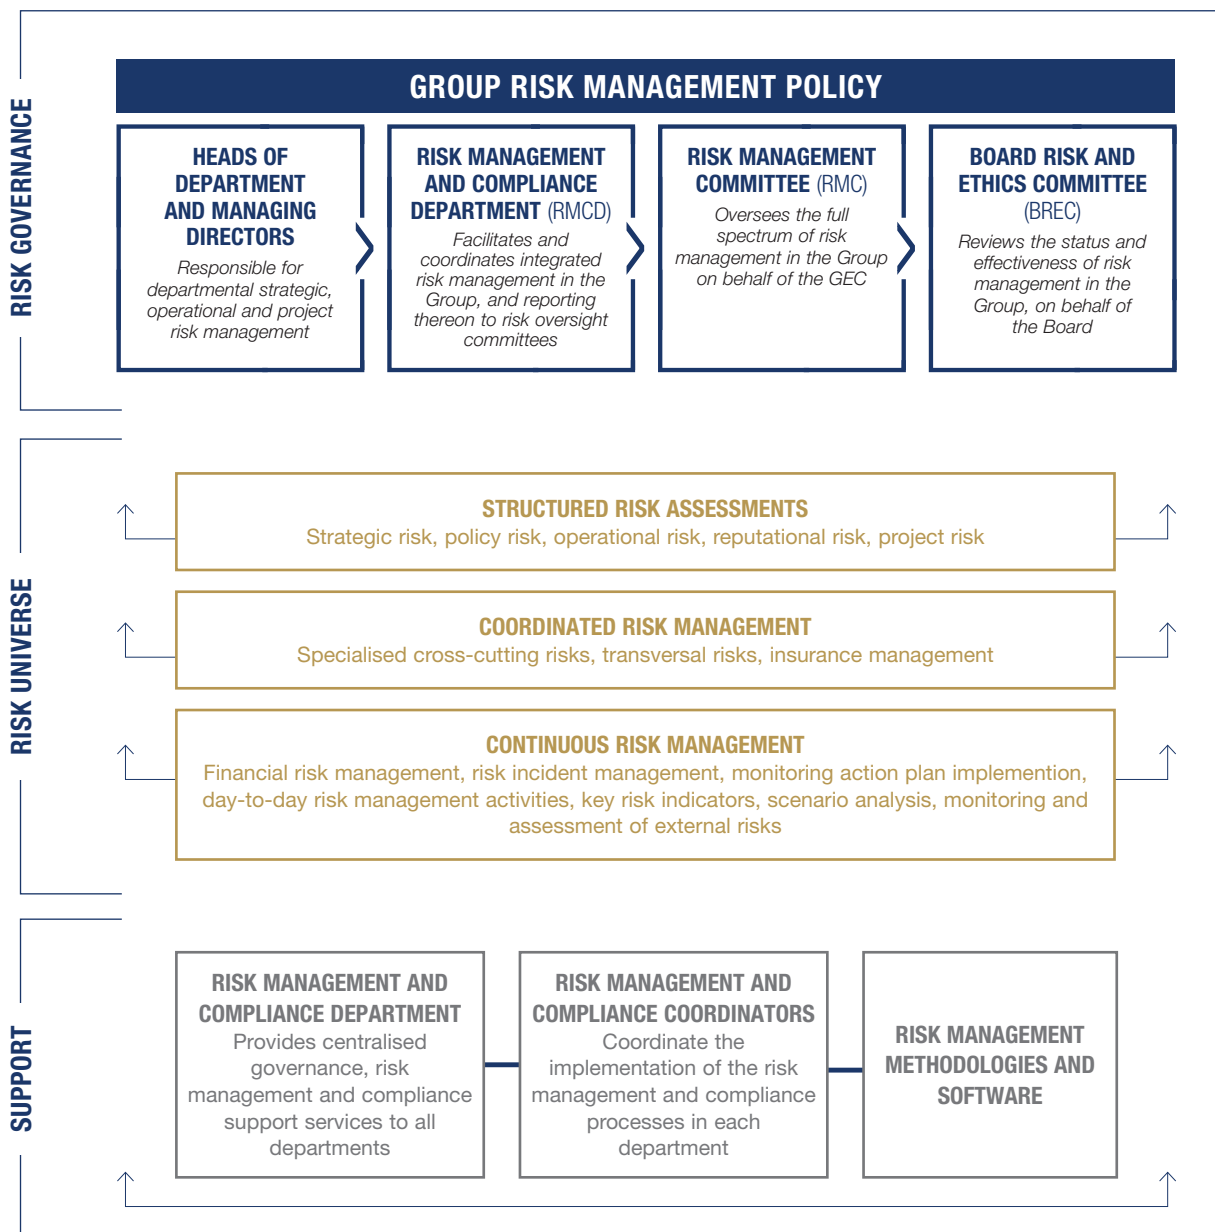 RISK GOVERNANCE
GROUP RISK MANAGEMENT POLICY
HEADS OF
DEPARTMENT
AND MANAGING
DIRECTORS
Responsible for
departmental strategic,
operational and project
risk management
RISK MANAGEMENT
AND COMPLIANCE
DEPARTMENT (RMCD)
Facilitates and
coordinates integrated
risk management in the
Group, and reporting
thereon to risk oversight
committees
RISK MANAGEMENT
COMMITTEE (RMC)
Oversees the full
spectrum of risk
management in the Group
on behalf of the GEC
BOARD RISK AND
ETHICS COMMITTEE
(BREC)
Reviews the status and
effectiveness of risk
management in the
Group, on behalf of
the Board
RISK UNIVERSE
STRUCTURED RISK ASSESSMENTS
Strategic risk, policy risk, operational risk, reputational risk, project risk
COORDINATED RISK MANAGEMENT
Specialised cross-cutting risks, transversal risks, insurance management
CONTINUOUS RISK MANAGEMENT
Financial risk management, risk incident management, monitoring action plan implemention,
day-to-day risk management activities, key risk indicators, scenario analysis, monitoring and
assessment of external risks
SUPPORT
RISK MANAGEMENT AND
COMPLIANCE DEPARTMENT
Provides centralised
governance, risk
management and compliance
support services to all
departments
RISK MANAGEMENT AND
COMPLIANCE COORDINATORS
Coordinate the
implementation of the risk
management and compliance
processes in each
department
RISK MANAGEMENT
METHODOLOGIES AND
SOFTWARE